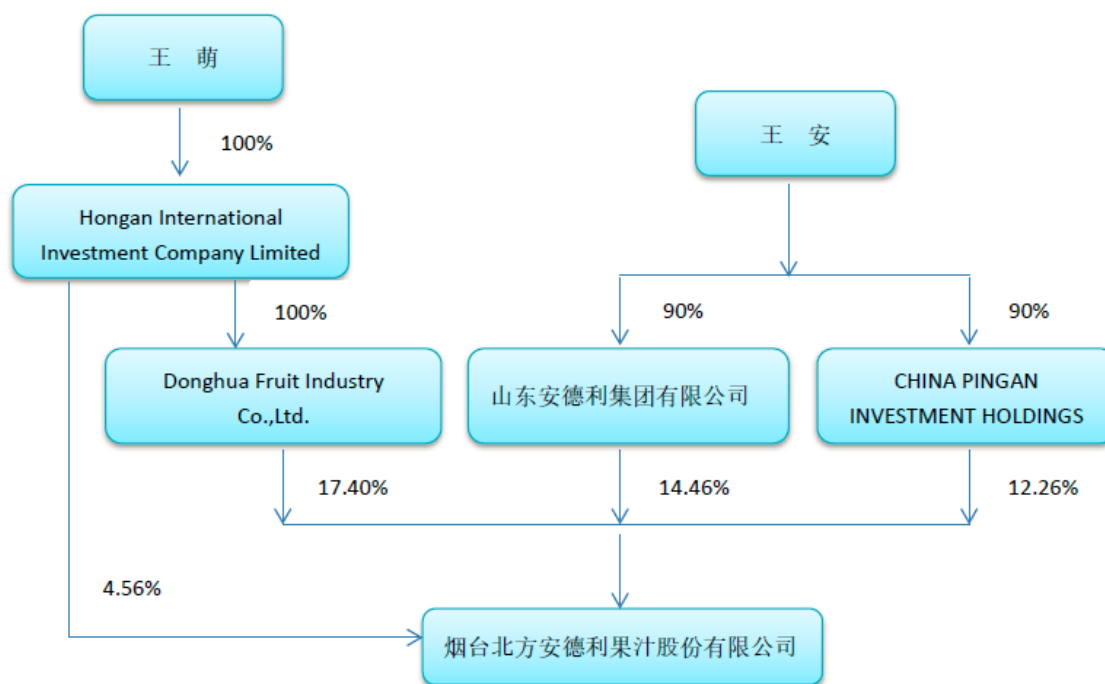 王 萌
王 安
100%
Hongan International
Investment Company Limited
100%
90%
90%
Donghua Fruit Industry
Co.,Ltd.
山东安德利集团有限公司
CHINA PINGAN
INVESTMENT HOLDINGS
17.40%
14.46%
12.26%
4.56%
烟台北方安德利果汁股份有限公司